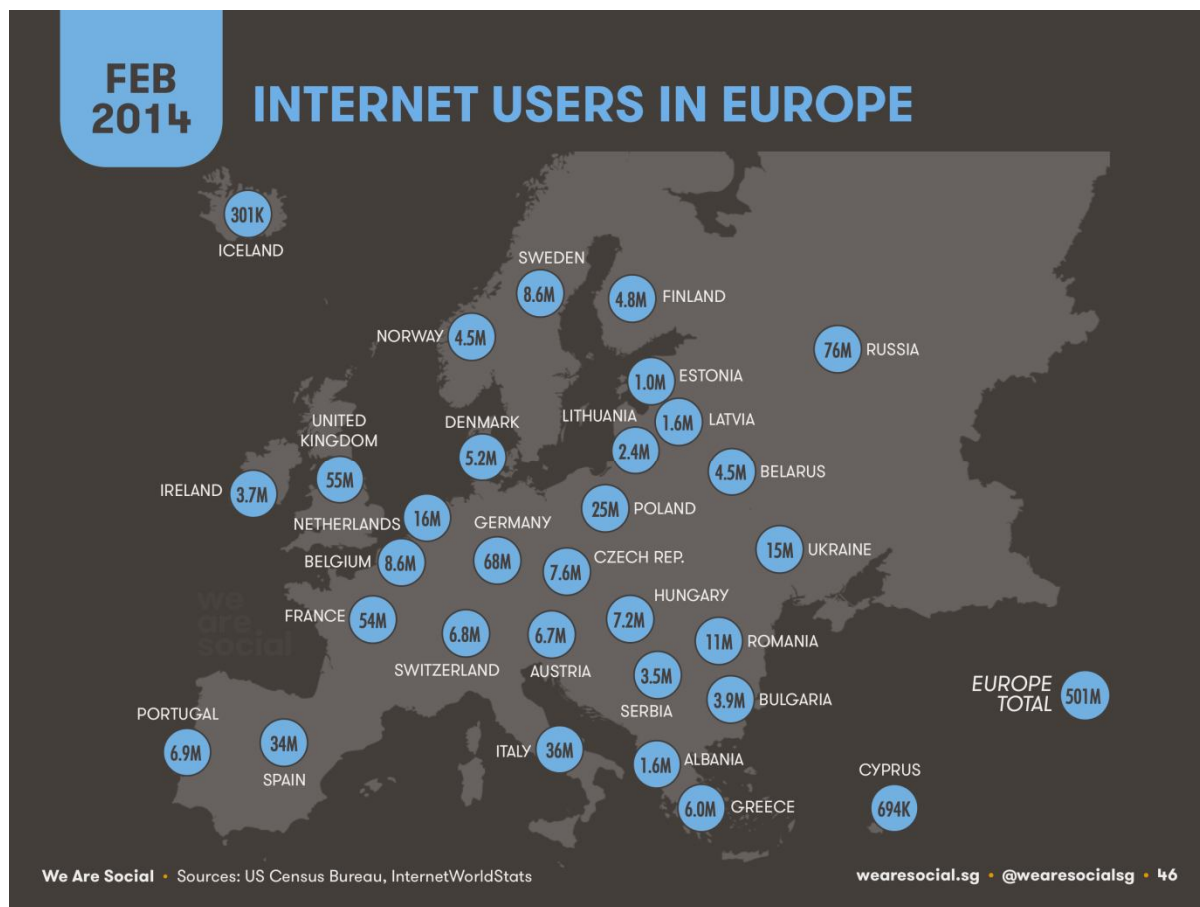 FEB
2014
INTERNET USERS IN EUROPE
301K
ICELAND
SWEDEN
8.6M
4.8M FINLAND
NORWAY 4.5M
76M RUSSIA
1.0M ESTONIA
LITHUANIA
2.4M
1.6M LATVIA
DENMARK
5.2M
UNITED
KINGDOM
55M
4.5M BELARUS
IRELAND 3.7M
25M POLAND
NETHERLANDS 16M
GERMANY
68M
15M UKRAINE
BELGIUM 8.6M
7.6M CZECH REP.
HUNGARY
7.2M
we
are
social
FRANCE 54M
6.8M
SWITZERLAND
6.7M
AUSTRIA
11M ROMANIA
3.5M
SERBIA
3.9M BULGARIA
EUROPE
TOTAL 501M
PORTUGAL
6.9M
34M
SPAIN
ITALY 36M
1.6M ALBANIA
CYPRUS
694K
6.0M GREECE
We Are Social • Sources: US Census Bureau, InternetWorldStats
wearesocial.sg • @wearesocialsg • 46